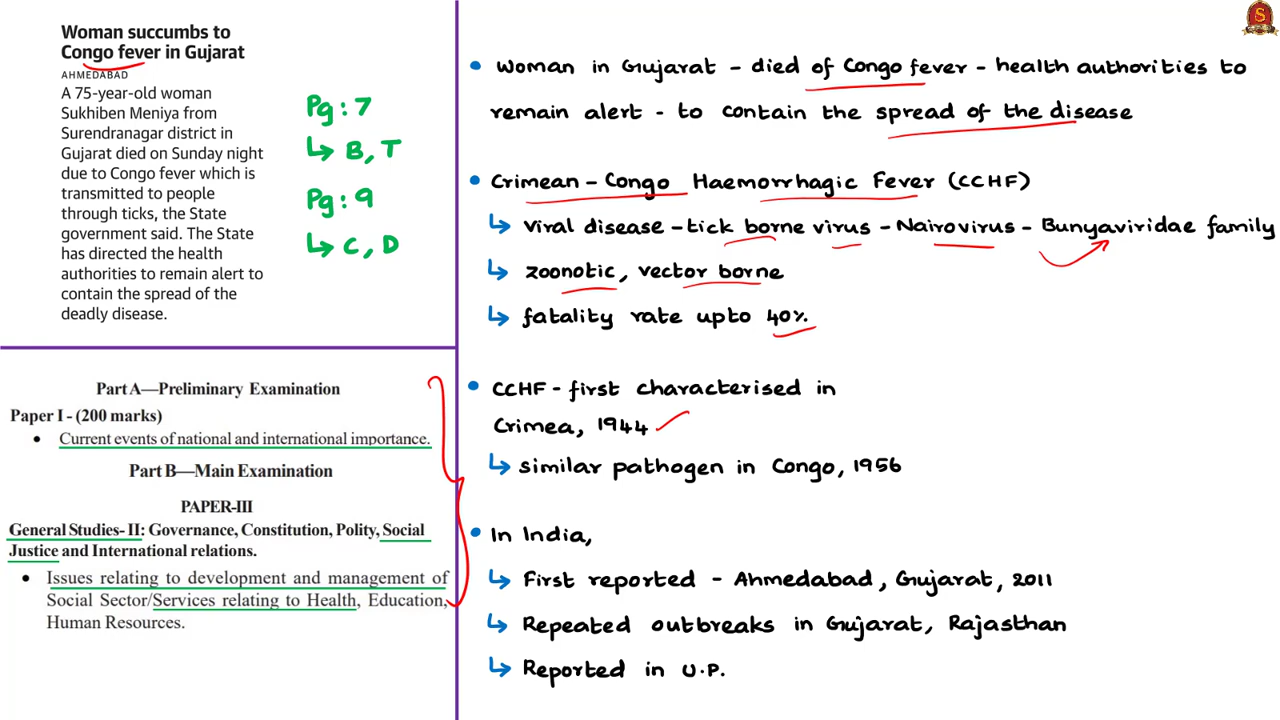 Woman succumbs to
Congo fever in Gujarat
AHMEDABAD
A 75-year-old woman
Sukhiben Meniya from
Surendranagar district in
Gujarat died on Sunday night
due to Congo fever which is
transmitted to people
through ticks, the State
government said. The State
has directed the health
authorities to remain alert to
contain the spread of the
deadly disease.
Pg : 7
↳ B, T
Pg : 9
↳ C, D
Part A—Preliminary Examination
Paper I - (200 marks)
• Current events of national and international importance.
Part B—Main Examination
PAPER-III
General Studies- II: Governance, Constitution, Polity, Social
Justice and International relations.
• Issues relating to development and management of
Social Sector/Services relating to Health, Education,
Human Resources.
• Woman in Gujarat - died of Congo fever - health authorities to
remain alert - to contain the spread of the disease
• Crimean - Congo Haemorrhagic Fever (CCHF)
↳ Viral disease - tick borne virus - Nairovirus - Bunyaviridae family
↳ zoonotic, vector borne
↳ fatality rate upto 40%.
• CCHF - first characterised in
Crimea, 1944
↳ similar pathogen in Congo, 1956
• In India,
↳ First reported - Ahmedabad, Gujarat, 2011
↳ Repeated outbreaks in Gujarat, Rajasthan
↳ Reported in U.P.